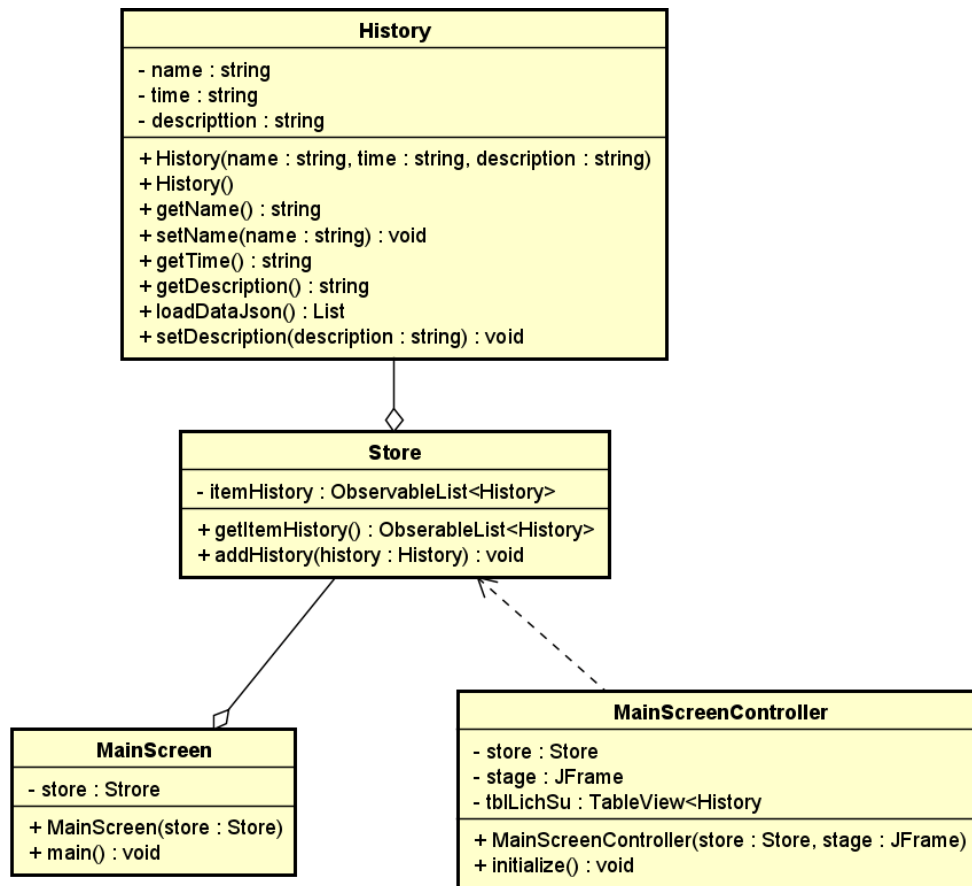 History
- name : string
- time : string
- descripttion : string
+ History(name : string, time : string, description : string)
+ History()
+ getName() : string
+ setName(name : string) : void
+ getTime() : string
+ getDescription() : string
+ loadDataJson() : List
+ setDescription(description : string) : void
Store
- itemHistory : ObservableList<History>
+ getItemHistory() : ObserableList<History>
+ addHistory(history : History) : void
MainScreen
- store : Strore
+ MainScreen(store : Store)
+ main() : void
MainScreenController
- store : Store
- stage : JFrame
- tblLichSu : TableView<History
+ MainScreenController(store : Store, stage : JFrame)
+ initialize() : void